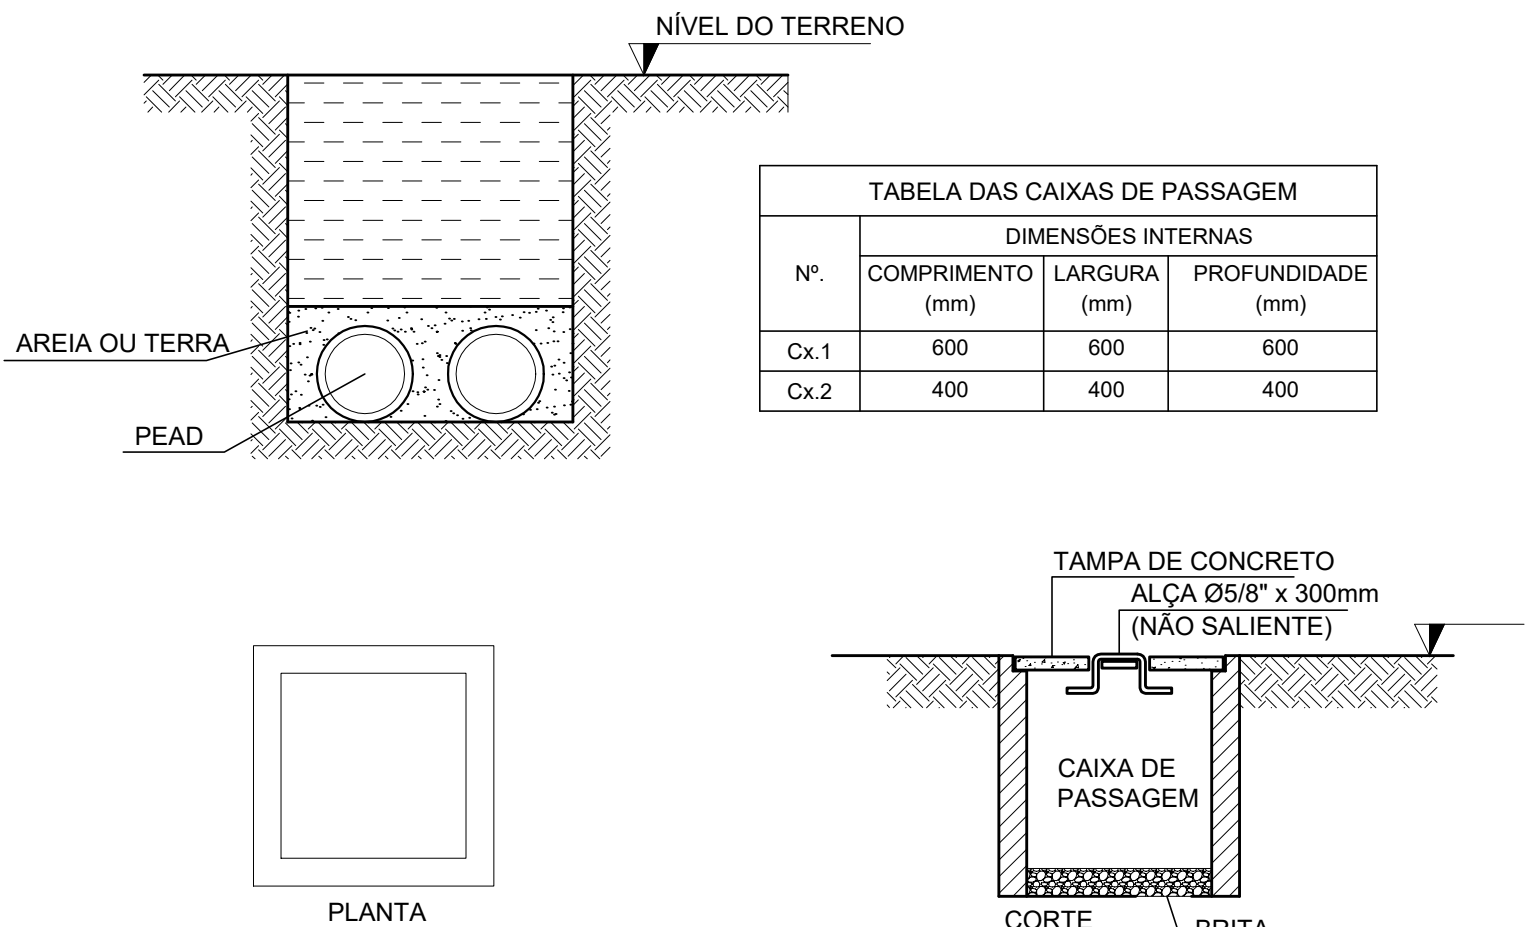 NÍVEL DO TERRENO
AREIA OU TERRA
PEAD
TABELA DAS CAIXAS DE PASSAGEM
Nº.
DIMENSÕES INTERNAS
COMPRIMENTO
(mm)
LARGURA
(mm)
PROFUNDIDADE
(mm)
Cx.1 600 600 600
Cx.2 400 400 400
PLANTA
TAMPA DE CONCRETO
ALÇA Ø5/8" x 300mm
(NÃO SALIENTE)
CAIXA DE
PASSAGEM
CORTE
BRITA